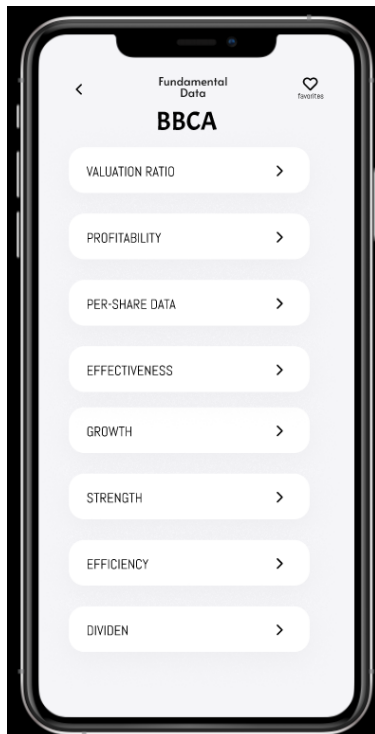 Fundamental
Data
favorites
BBCA
VALUATION RATIO
PROFITABILITY
PER-SHARE DATA
EFFECTIVENESS
GROWTH
STRENGTH
EFFICIENCY
DIVIDEN